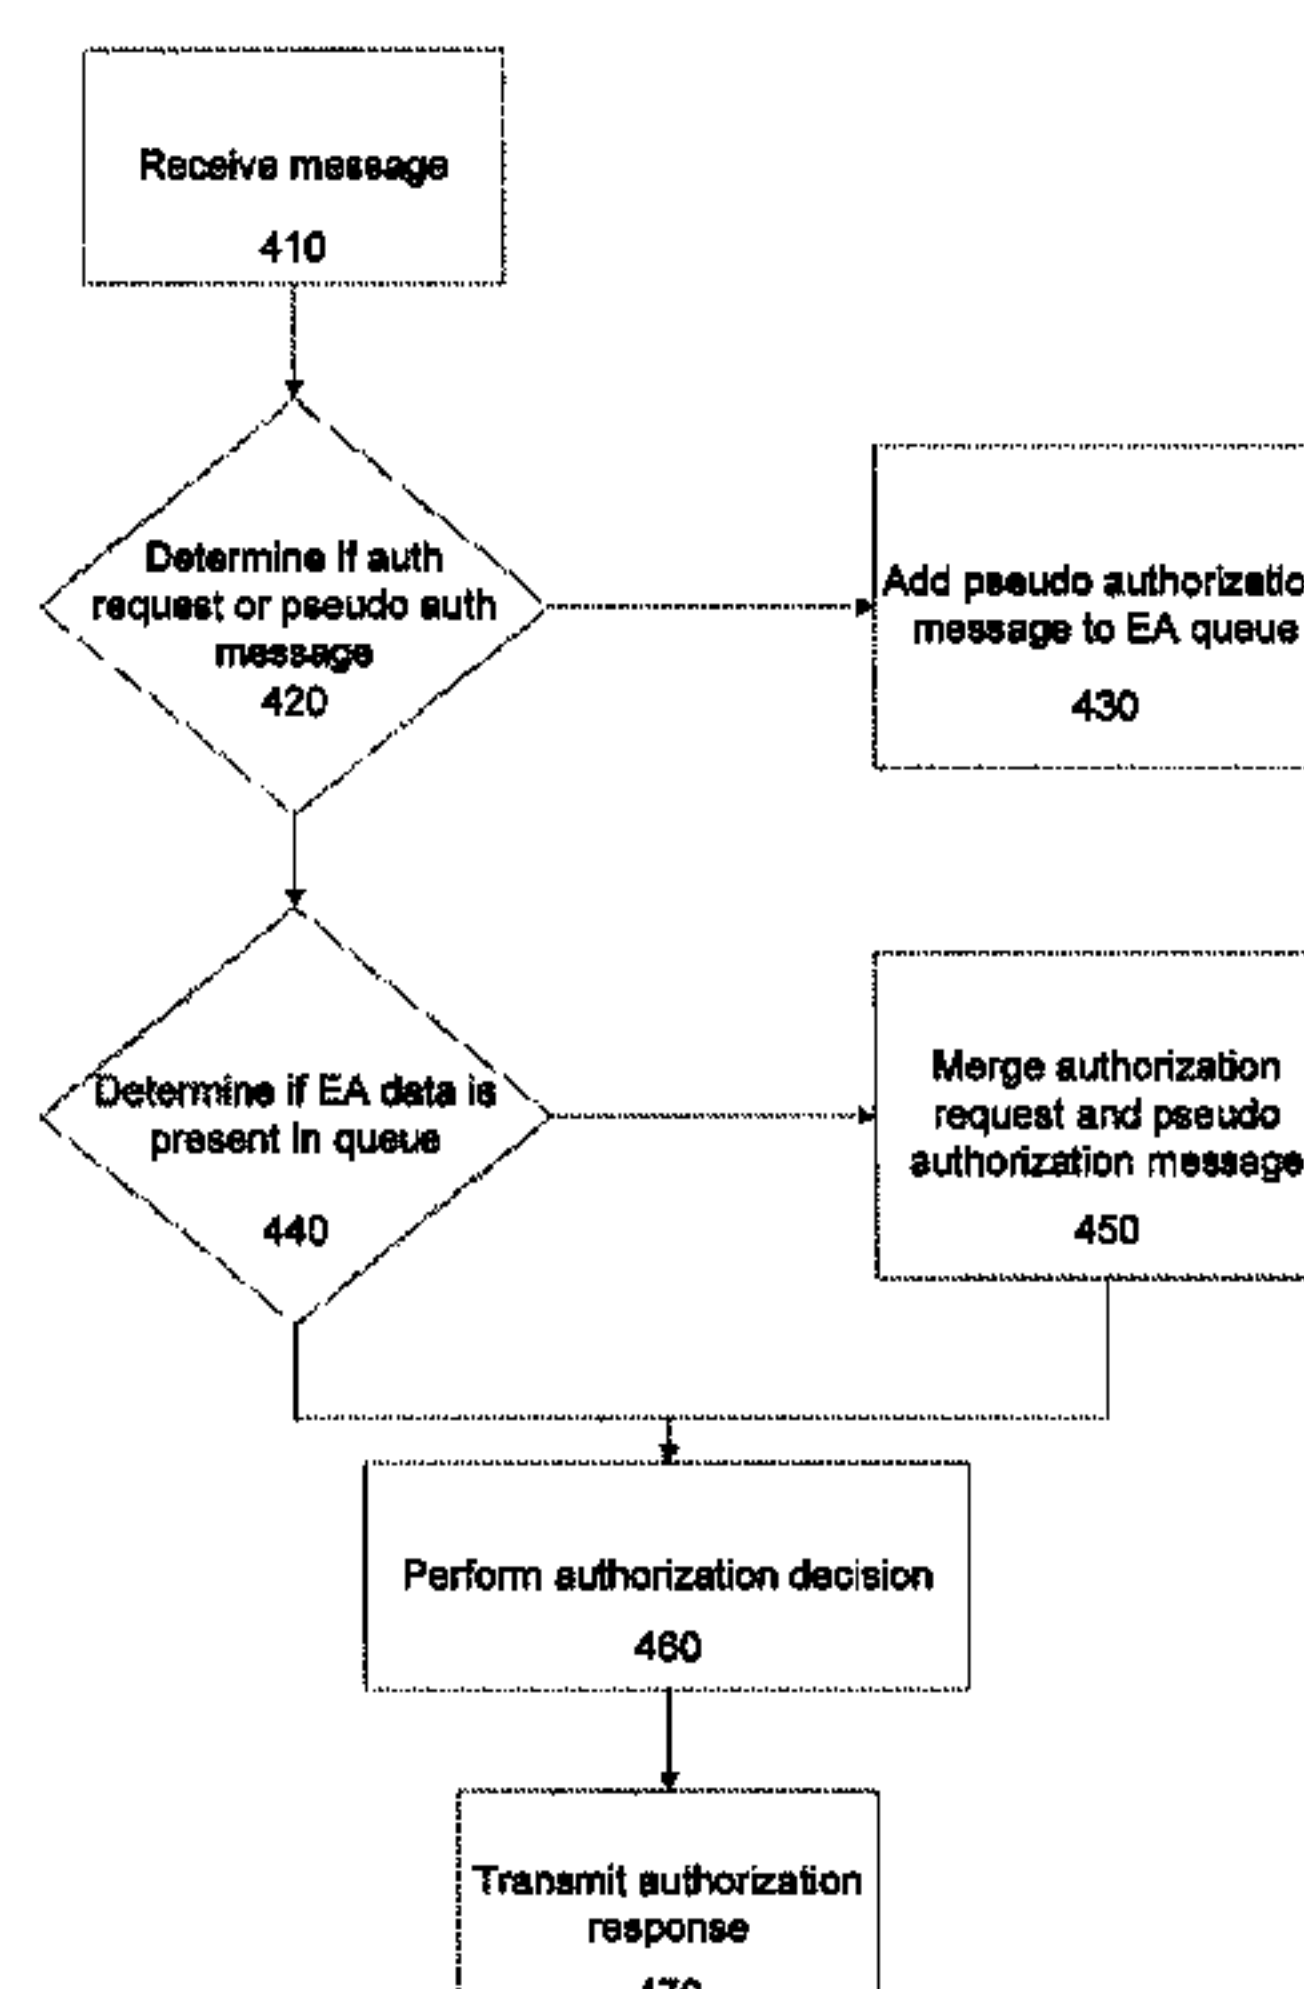 Receive message
410
Determine if auth
request or pseudo auth
message
420
Add pseudo
message to EA queue
430
Determine if EA data is
present in queue
440
Merge authorization
request and pseudo
authorization message
450
Perform authorization decision
460
Transmit authorization
response